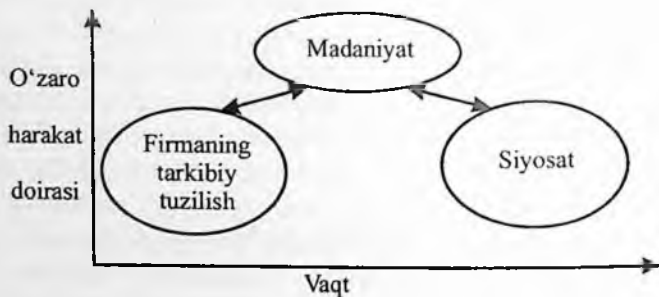 Madaniyat
O‘zaro
harakat
doirasi
Firmaning
tarkibiy
tuzilish
Siyosat
Vaqt